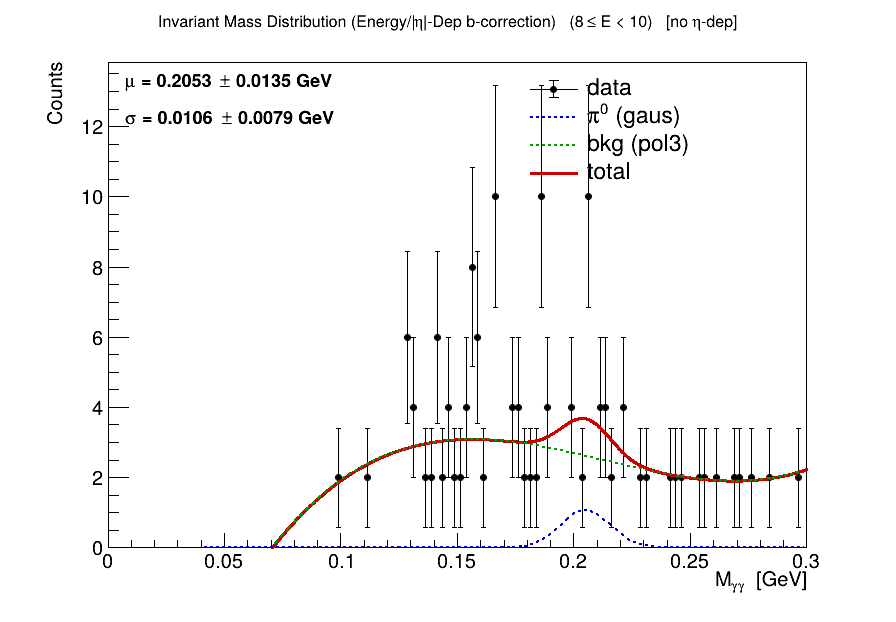 Invariant Mass Distribution (Energy/|η|-Dep b-correction) (8 ≤ E < 10) [no η-dep]
Counts
μ = 0.2053 ± 0.0135 GeV
σ = 0.0106 ± 0.0079 GeV
data
π⁰ (gaus)
bkg (pol3)
total
12
10
8
6
4
2
0
0 0.05 0.1 0.15 0.2 0.25 0.3
M_γγ [GeV]